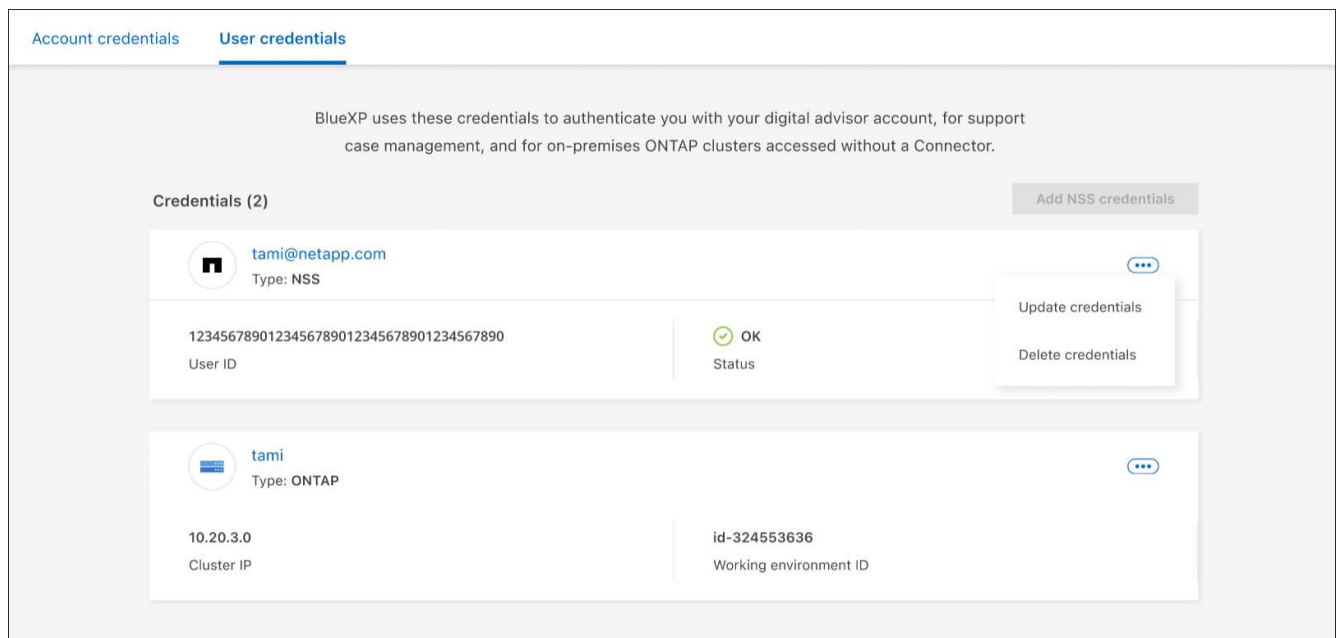 Account credentials
User credentials
BlueXP uses these credentials to authenticate you with your digital advisor account, for support
case management, and for on-premises ONTAP clusters accessed without a Connector.
Credentials (2)
Add NSS credentials
tami@netapp.com
Type: NSS
Update credentials
Delete credentials
1234567890123456789012345678901234567890
User ID
OK
Status
tami
Type: ONTAP
10.20.3.0
Cluster IP
id-324553636
Working environment ID